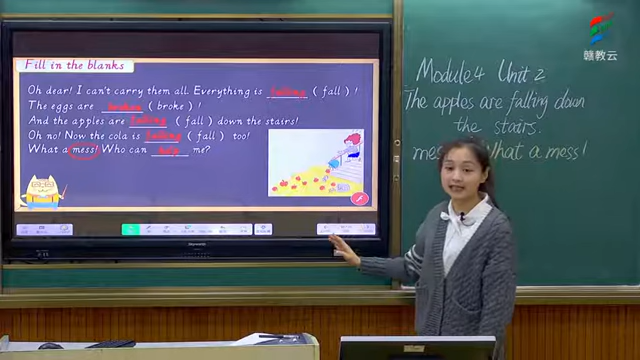 Fill in the blanks
Oh dear! I can't carry them all. Everything is falling (fall)!
The eggs are broken (broke)!
And the apples are falling (fall) down the stairs!
Oh no! Now the cola is falling (fall) too!
What a mess! Who can help me?
赣教云
Module 4 Unit 2
The apples are falling down
the stairs.
What a mess!